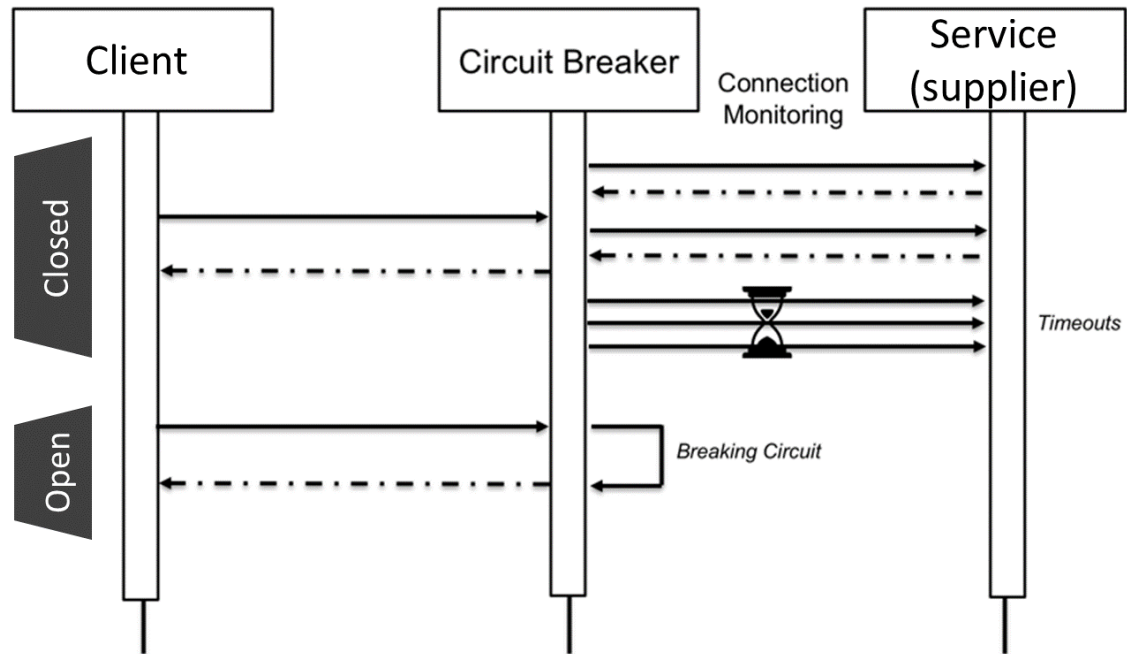 Client
Circuit Breaker
Service
(supplier)
Connection
Monitoring
Closed
Timeouts
Open
Breaking Circuit